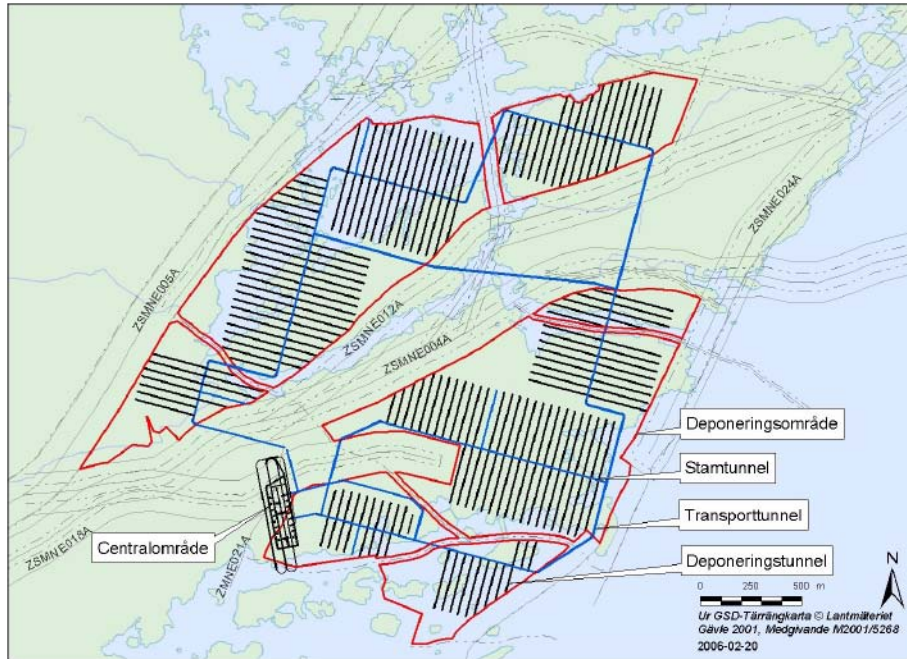 ZSMNE024A
ZSMNE005A
ZSMNE012A
ZSMNE004A
Deponeringsområde
Stamtunnel
Transporttunnel
Centralområde
ZSMNE018A
ZMNE021A
Deponeringstunnel
N
0 250 500 m
Ur GSD-Tärrängkarta © Lantmäteriet
Gävle 2001, Medgivande M2001/5268
2006-02-20